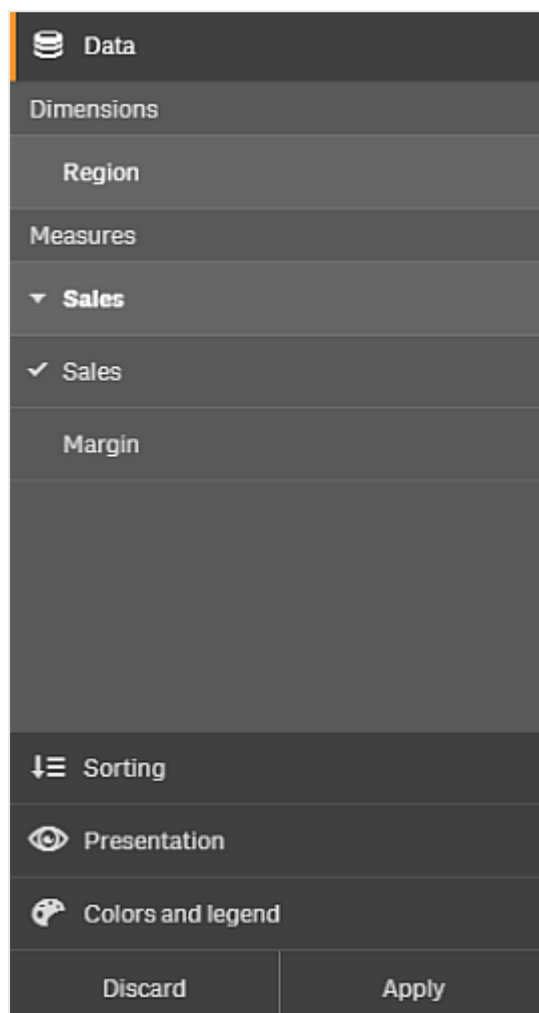 Data
Dimensions
Region
Measures
Sales
Sales
Margin
Sorting
Presentation
Colors and legend
Discard Apply